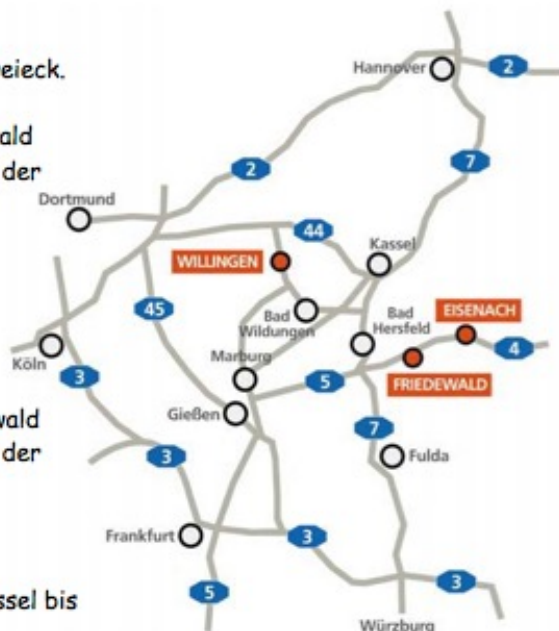 eieck.
ald
der
wald
der
ssel bis
Hannover
2
2
7
Dortmund
44
Kassel
WILLINGEN
45
Bad
Wildungen
Bad
Hersfeld
EISENACH
4
Köln
3
Marburg
5
FRIEDEWALD
Gießen
7
3
Fulda
Frankfurt
3
5
3
Würzburg